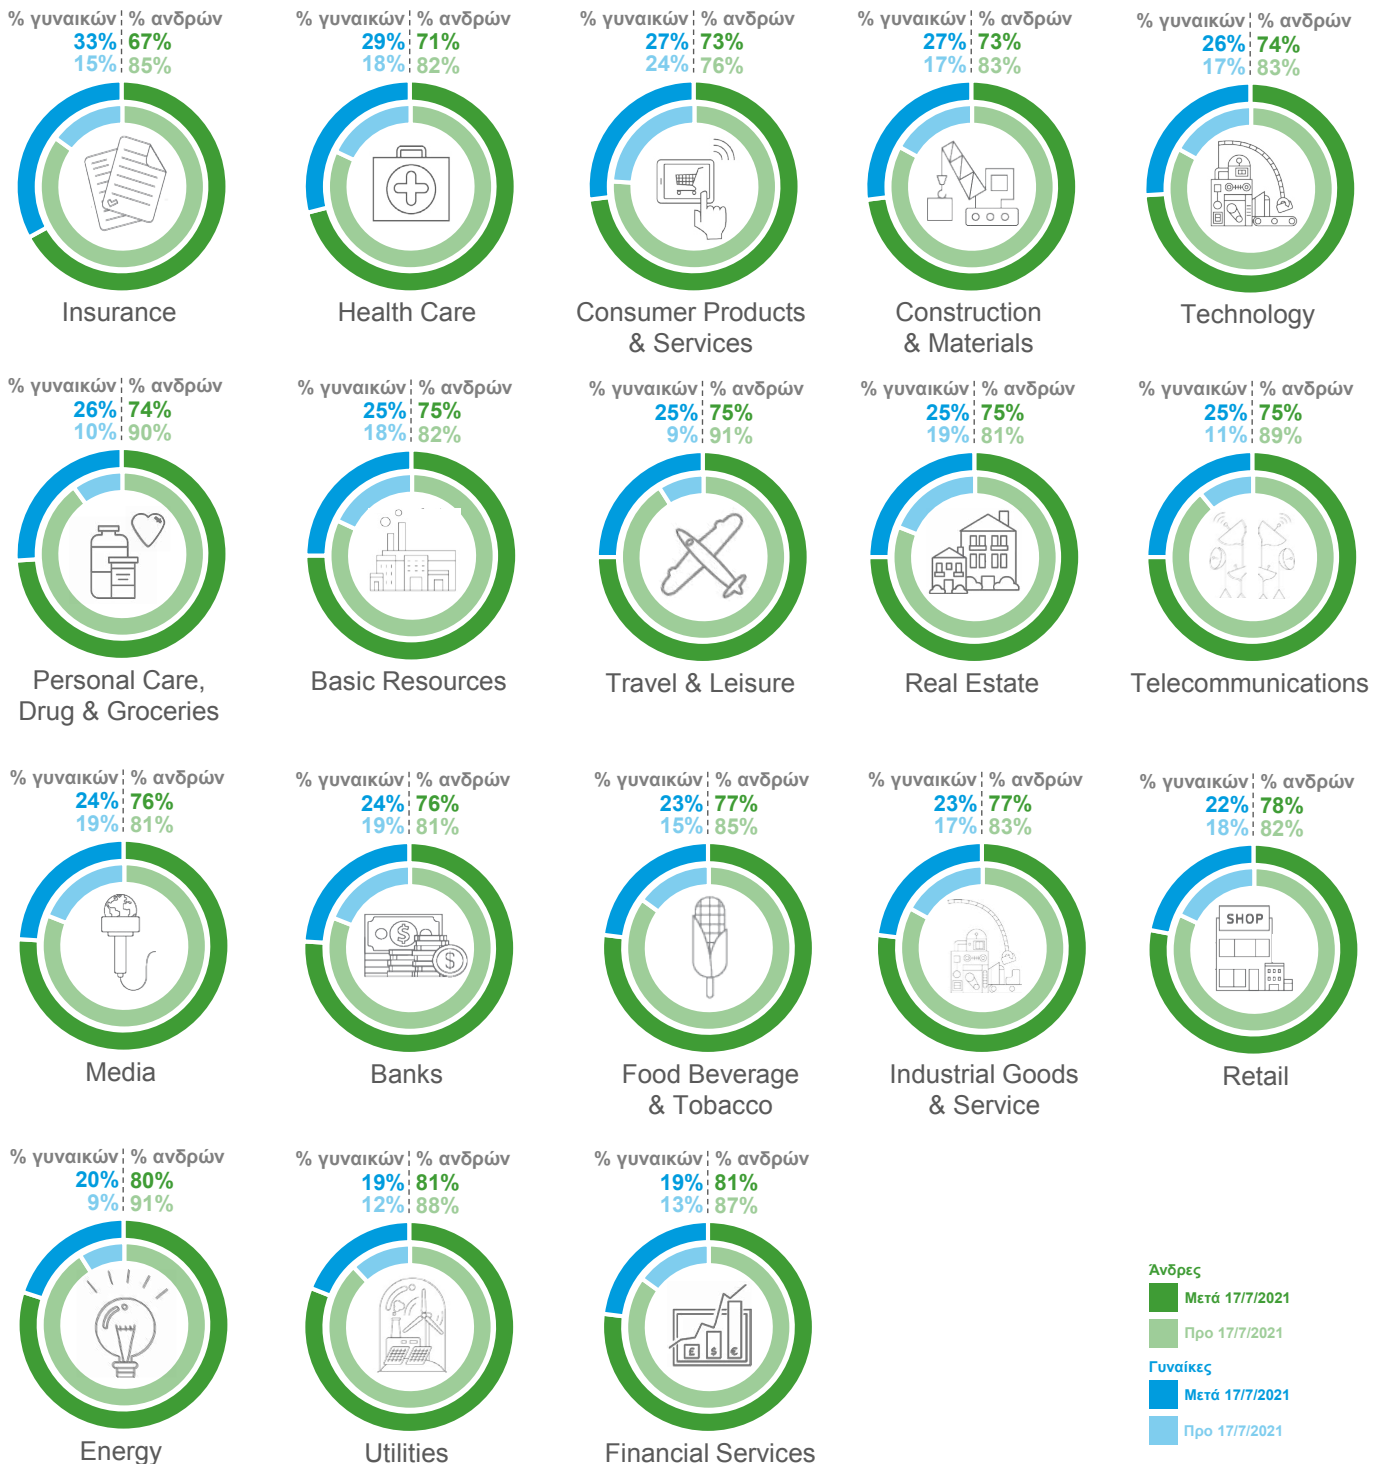 % γυναικών % ανδρών
33% 67%
15% 85%
Insurance
% γυναικών % ανδρών
29% 71%
18% 82%
Health Care
% γυναικών % ανδρών
27% 73%
24% 76%
Consumer Products
& Services
% γυναικών % ανδρών
27% 73%
17% 83%
Construction
& Materials
% γυναικών % ανδρών
26% 74%
17% 83%
Technology
% γυναικών % ανδρών
26% 74%
10% 90%
Personal Care,
Drug & Groceries
% γυναικών % ανδρών
25% 75%
18% 82%
Basic Resources
% γυναικών % ανδρών
25% 75%
9% 91%
Travel & Leisure
% γυναικών % ανδρών
25% 75%
19% 81%
Real Estate
% γυναικών % ανδρών
25% 75%
11% 89%
Telecommunications
% γυναικών % ανδρών
24% 76%
19% 81%
Media
% γυναικών % ανδρών
24% 76%
19% 81%
$
$
Banks
% γυναικών % ανδρών
23% 77%
15% 85%
Food Beverage
& Tobacco
% γυναικών % ανδρών
23% 77%
17% 83%
Industrial Goods
& Service
% γυναικών % ανδρών
22% 78%
18% 82%
SHOP
Retail
% γυναικών % ανδρών
20% 80%
9% 91%
Energy
% γυναικών % ανδρών
19% 81%
12% 88%
Utilities
% γυναικών % ανδρών
19% 81%
13% 87%
£ $ €
Financial Services
Άνδρες
Μετά 17/7/2021
Προ 17/7/2021
Γυναίκες
Μετά 17/7/2021
Προ 17/7/2021